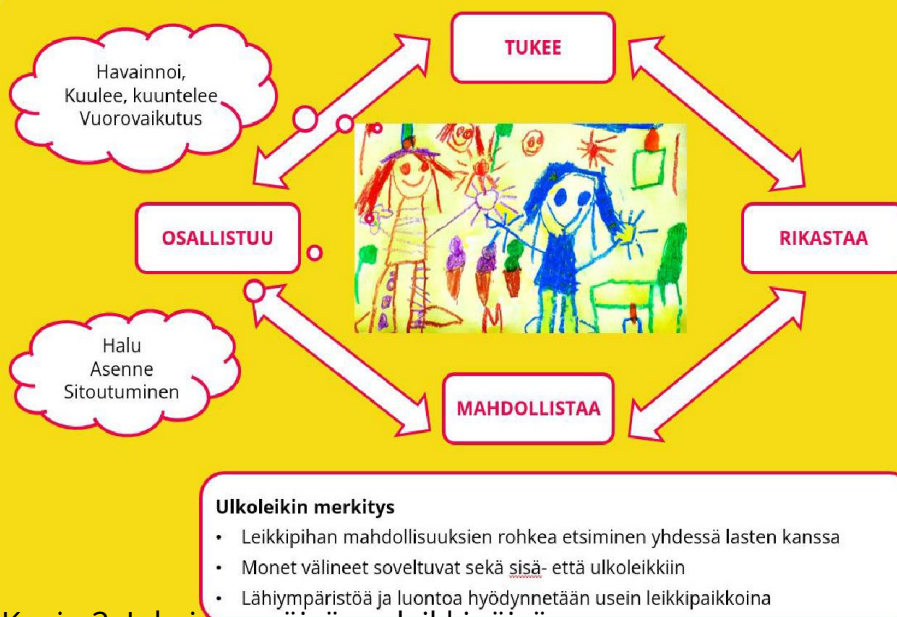 TUKEE
Havainnoi,
Kuulee, kuuntelee
Vuorovaikutus
OSALLISTUU
RIKASTAA
Halu
Asenne
Sitoutuminen
MAHDOLLISTAA
Ulkoleikin merkitys
• Leikkipihan mahdollisuuksien rohkea etsiminen yhdessä lasten kanssa
• Monet välineet soveltuvat sekä sisä- että ulkoleikkiin
• Lähiympäristöä ja luontoa hyödynnetään usein leikkipaikkoina